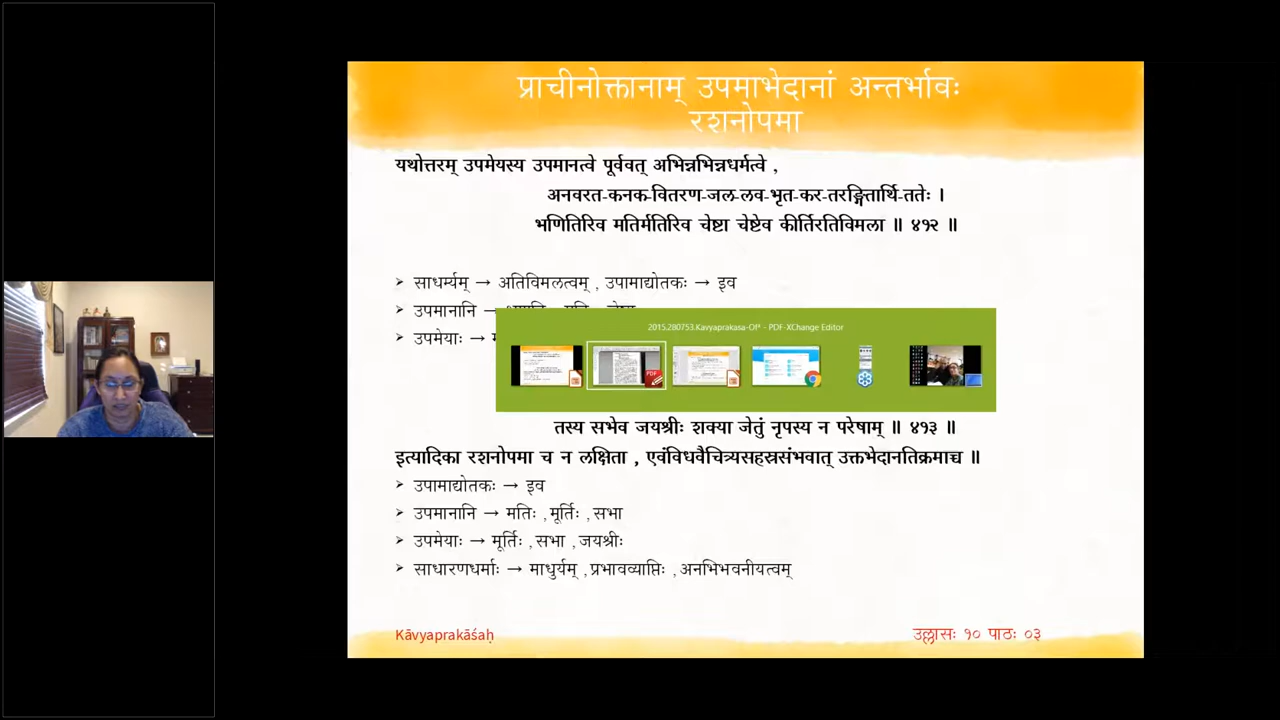 प्राचीनोक्तानाम् उपमाभेदानां अन्तर्भावः
रशनोपमा
यथोत्तरम् उपमेयस्य उपमानत्वे पूर्ववत् अभिन्नभिन्नधर्मत्वे ,
अनवरत-कनक-वितरण-जल-लव-भृत-कर-तरङ्गितार्थि-ततेः ।
भणितिरिव मतिर्मतिरिव चेष्टा चेष्टेव कीर्तिरतिविमला ॥ ४१२ ॥
➢ साधर्म्यम् → अतिविमलत्वम् , उपामाद्योतकः → इव
➢ उपमानानि →
➢ उपमेयाः →
2015.280753.Kavyaprakasa-OP - PDF-XChange Editor
तस्य सभेव जयश्रीः शक्या जेतुं नृपस्य न परेषाम् ॥ ४१३ ॥
इत्यादिका रशनोपमा च न लक्षिता , एवंविधवैचित्र्यसहस्रसंभवात् उक्तभेदानतिक्रमाच्च ॥
➢ उपामाद्योतकः → इव
➢ उपमानानि → मतिः ,मूर्तिः ,सभा
➢ उपमेयाः → मूर्तिः ,सभा ,जयश्रीः
➢ साधारणधर्माः → माधुर्यम् ,प्रभावव्याप्तिः ,अनभिभवनीयत्वम्
Kāvyaprakāśaḥ
उल्लासः १० पाठः ०३